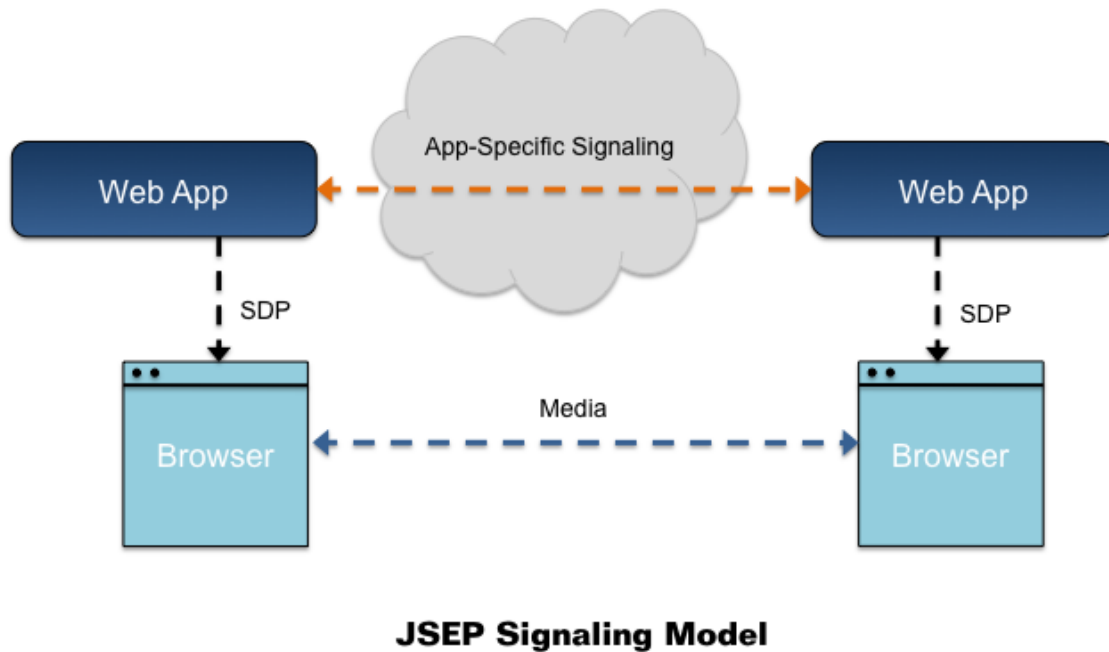 App-Specific Signaling
Web App
Web App
SDP
SDP
Media
Browser
Browser
JSEP Signaling Model